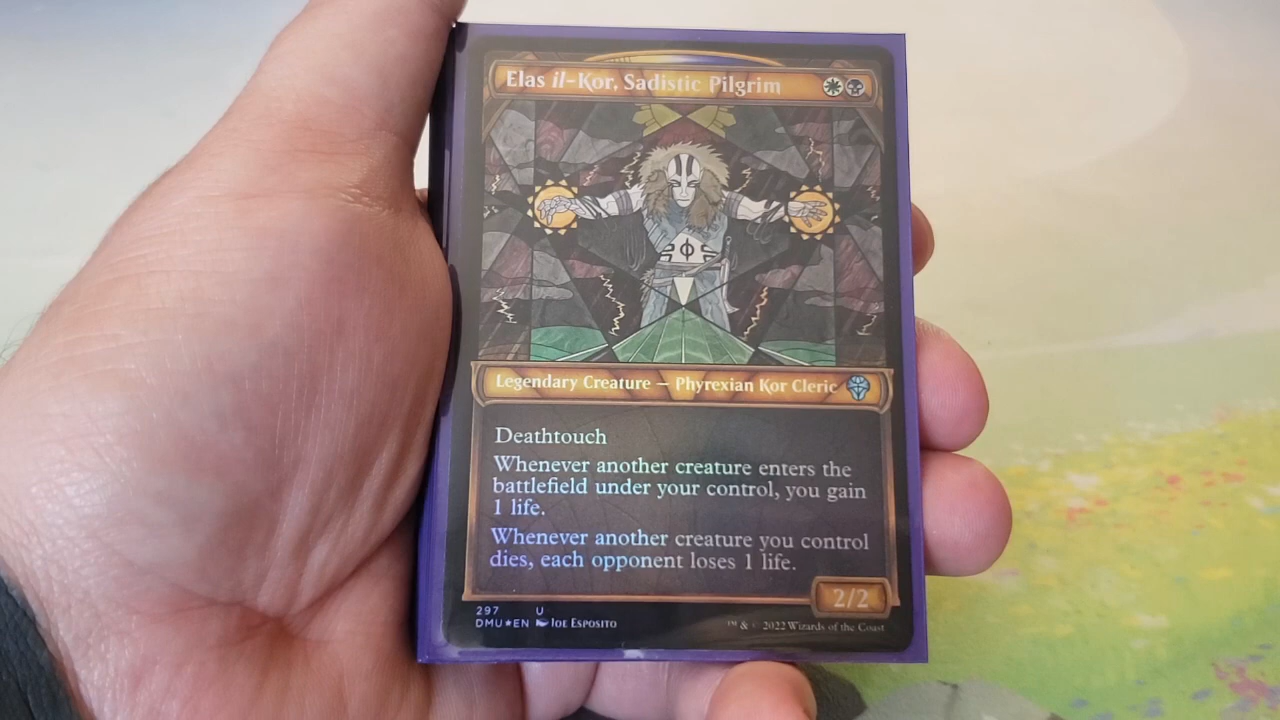 Elas il-Kor, Sadistic Pilgrim
Legendary Creature — Phyrexian Kor Cleric
Deathtouch
Whenever another creature enters the
battlefield under your control, you gain
1 life.
Whenever another creature you control
dies, each opponent loses 1 life.
2/2
297 U
DMU★EN Joe Esposito
™ & © 2022 Wizards of the Coast